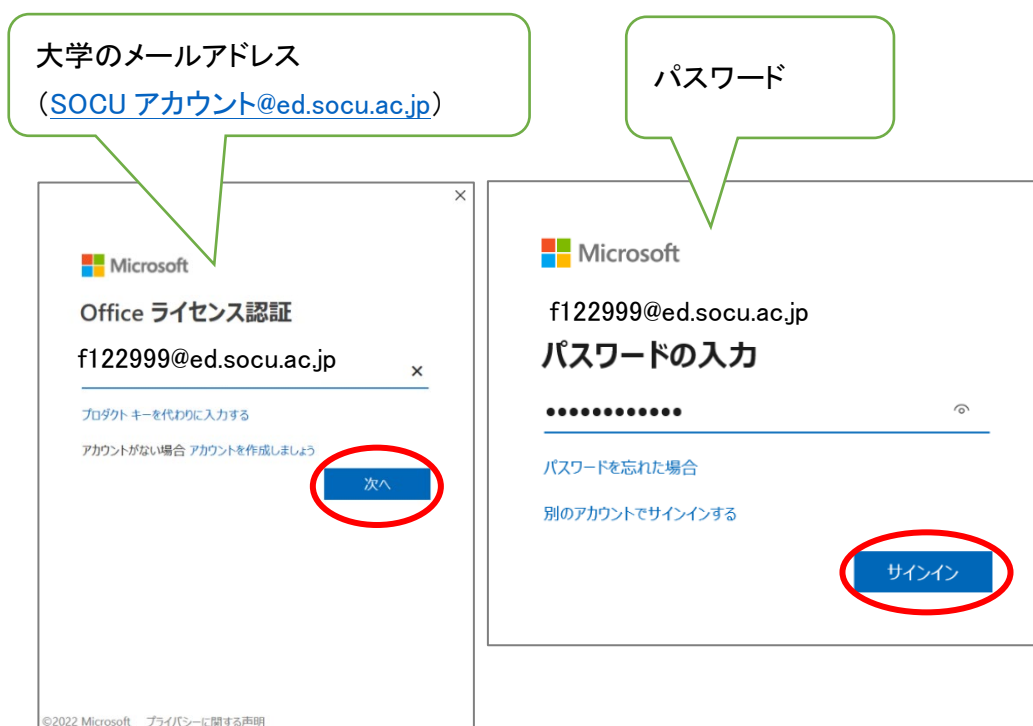 大学のメールアドレス
（SOCU アカウント@ed.socu.ac.jp）
パスワード
Microsoft
Office ライセンス認証
f122999@ed.socu.ac.jp
プロダクト キーを代わりに入力する
アカウントがない場合 アカウントを作成しましょう
次へ
©2022 Microsoft プライバシーに関する声明
Microsoft
f122999@ed.socu.ac.jp
パスワードの入力
●●●●●●●●●●●●
パスワードを忘れた場合
別のアカウントでサインインする
サインイン